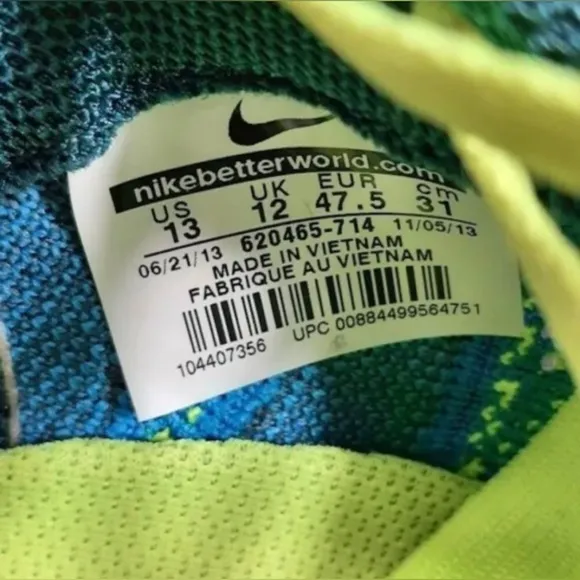 nikebetterworld.com
US UK EUR cm
13 12 47.5 31
06/21/13 620465-714 11/05/13
MADE IN VIETNAM
FABRIQUE AU VIETNAM
104407356 UPC 00884499564751